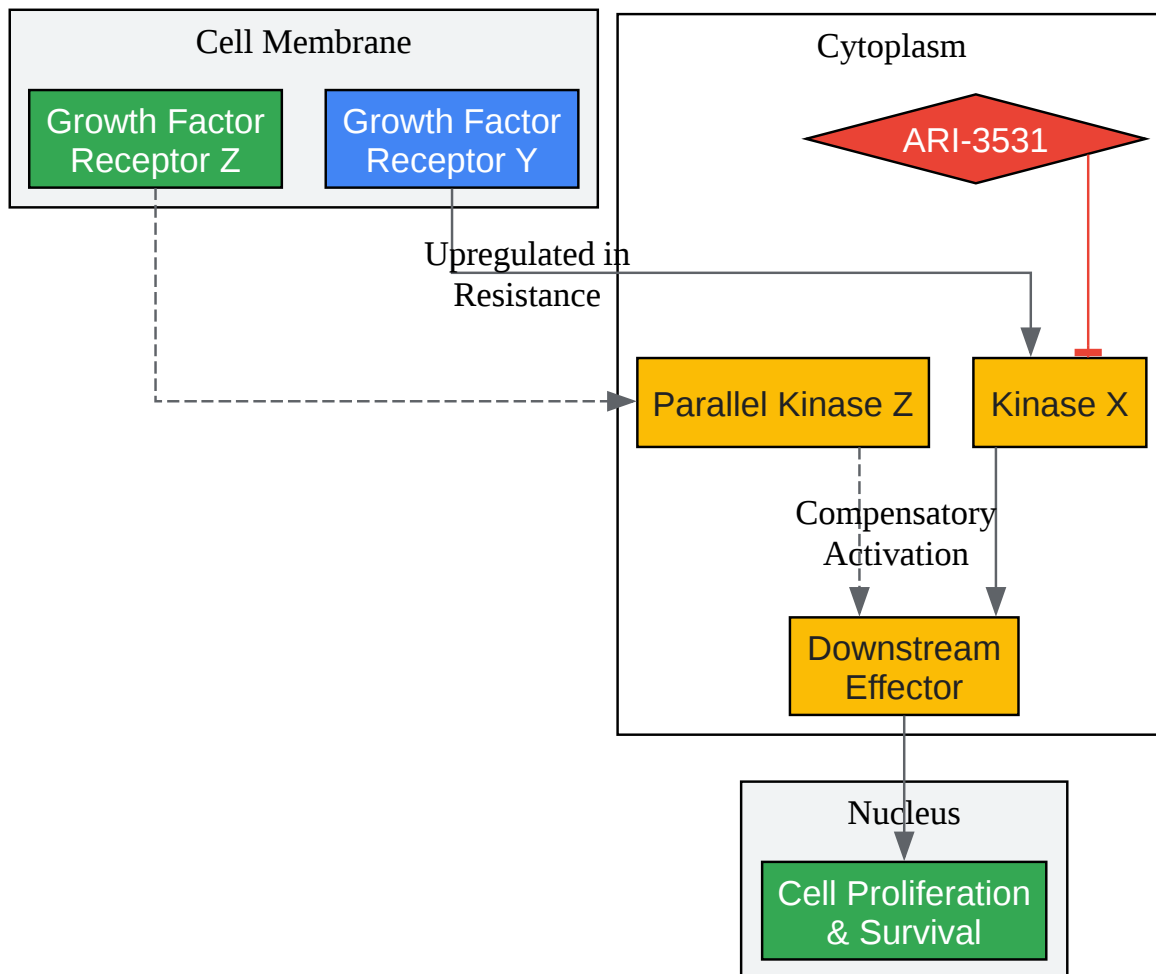 Cell Membrane
Growth Factor
Receptor Z
Growth Factor
Receptor Y
Cytoplasm
ARI-3531
Upregulated in
Resistance
Parallel Kinase Z
Kinase X
Compensatory
Activation
Downstream
Effector
Nucleus
Cell Proliferation
& Survival